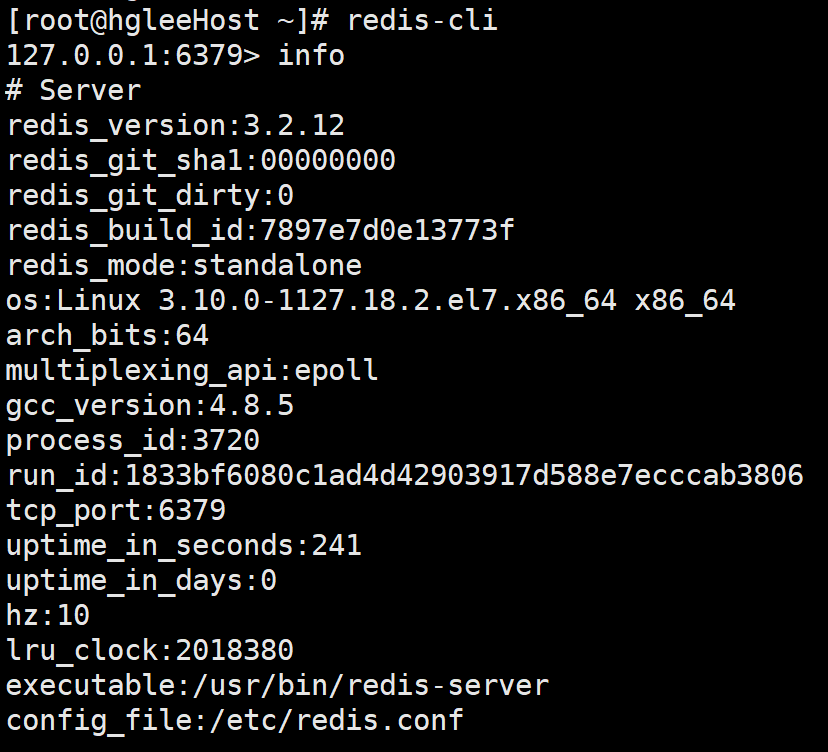 [root@hgleeHost ~]# redis-cli
127.0.0.1:6379> info
# Server
redis_version:3.2.12
redis_git_sha1:00000000
redis_git_dirty:0
redis_build_id:7897e7d0e13773f
redis_mode:standalone
os:Linux 3.10.0-1127.18.2.el7.x86_64 x86_64
arch_bits:64
multiplexing_api:epoll
gcc_version:4.8.5
process_id:3720
run_id:1833bf6080c1ad4d42903917d588e7ecccab3806
tcp_port:6379
uptime_in_seconds:241
uptime_in_days:0
hz:10
lru_clock:2018380
executable:/usr/bin/redis-server
config_file:/etc/redis.conf